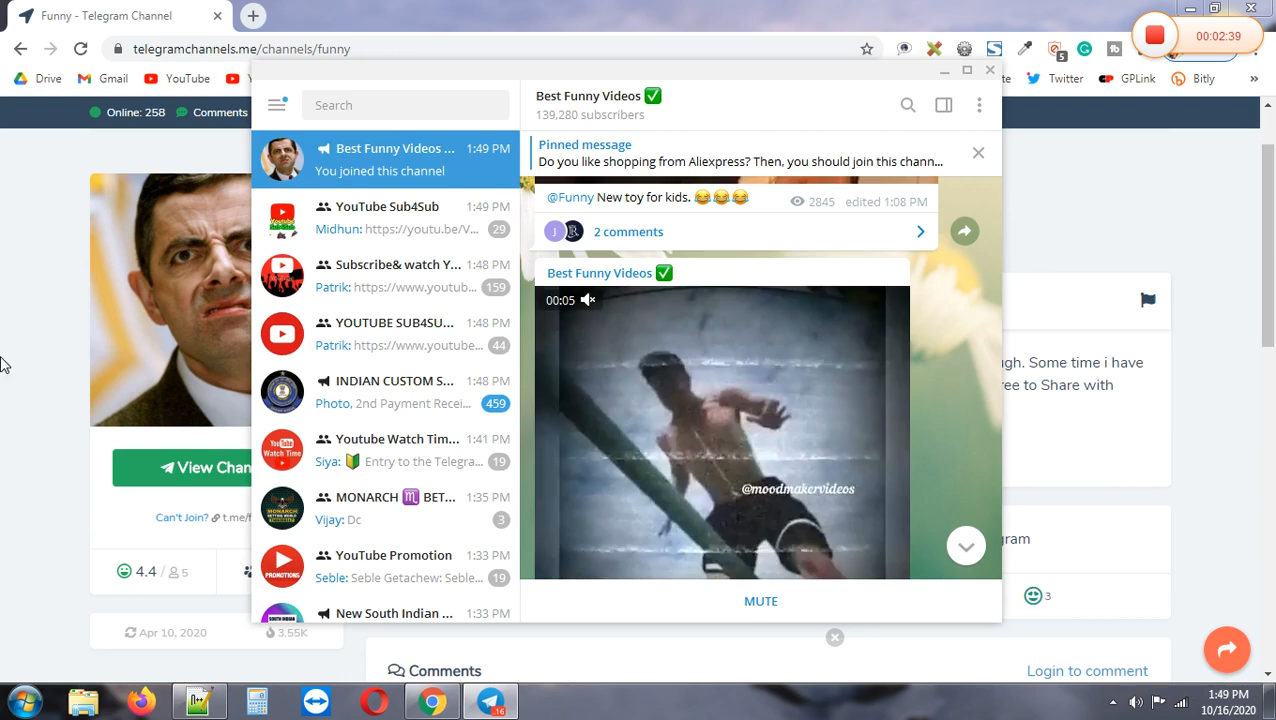 Funny - Telegram Channel
00:02:39
telegramchannels.me/channels/funny
Drive
Gmail
YouTube
Twitter
GPLink
Bitly
Online: 258
Comments
Search
Best Funny Videos ✅
139,280 subscribers
Pinned message
Do you like shopping from Aliexpress? Then, you should join this chann...
Best Funny Videos ... 1:49 PM
You joined this channel
YouTube Sub4Sub 1:49 PM
Midhun: https://youtu.be/V... 29
Subscribe& watch Y... 1:48 PM
Patrik: https://www.youtub... 159
YOUTUBE SUB4SU... 1:48 PM
Patrik: https://www.youtube... 44
INDIAN CUSTOM S... 1:48 PM
Photo, 2nd Payment Recei... 459
Youtube Watch Tim... 1:41 PM
Siya: 🔰 Entry to the Telegra... 19
MONARCH ♏ BET... 1:35 PM
Vijay: Dc 3
YouTube Promotion 1:33 PM
Seble: Seble Getachew: Seble... 19
New South Indian ... 1:33 PM
@Funny New toy for kids. 😂😂😂 2845 edited 1:08 PM
2 comments
Best Funny Videos ✅
00:05
@moodmakervideos
MUTE
View Chan
Can't Join? t.me/f
4.4 / 5
Apr 10, 2020 3.55K
ugh. Some time i have
ree to Share with
gram
3
Comments
Login to comment
16
1:49 PM
10/16/2020